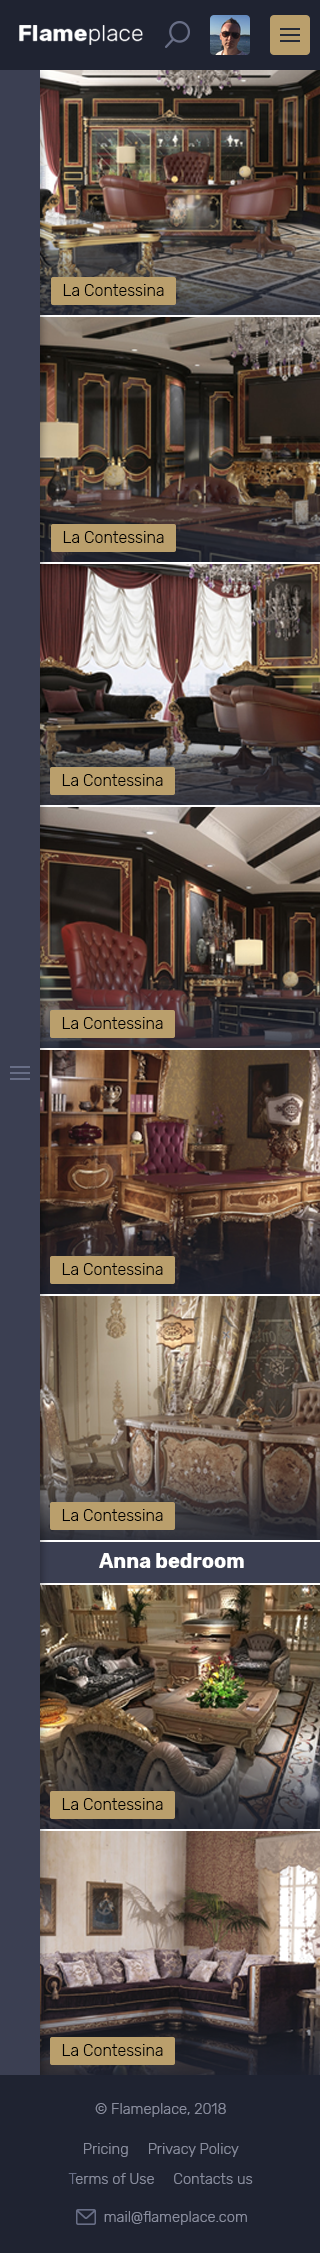 Flameplace
La Contessina
La Contessina
La Contessina
La Contessina
La Contessina
La Contessina
Anna bedroom
La Contessina
La Contessina
© Flameplace, 2018
Pricing Privacy Policy
Terms of Use Contacts us
mail@flameplace.com